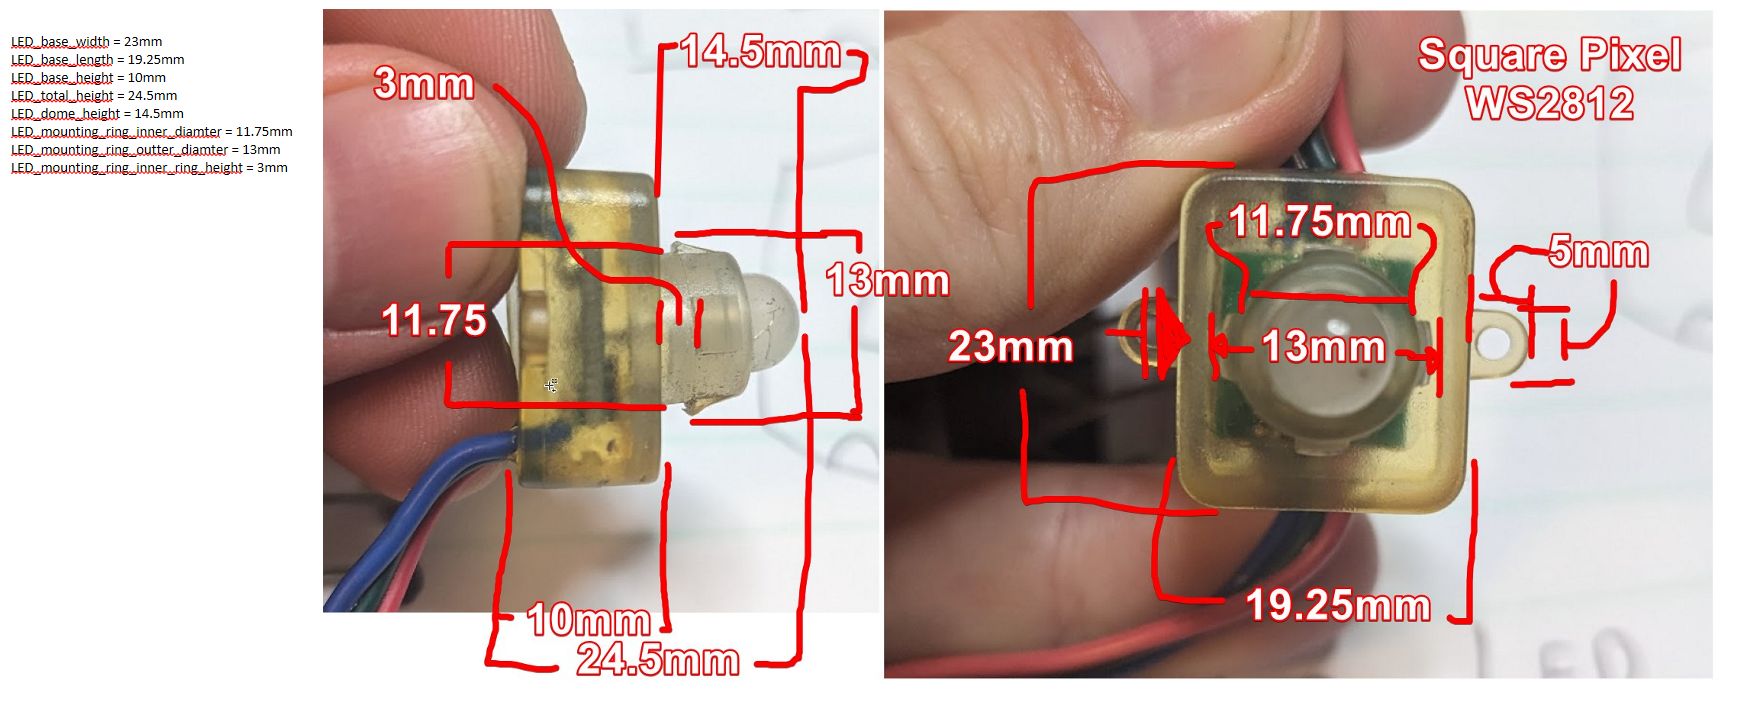 LED_base_width = 23mm
LED_base_length = 19.25mm
LED_base_height = 10mm
LED_total_height = 24.5mm
LED_dome_height = 14.5mm
LED_mounting_ring_inner_diamter = 11.75mm
LED_mounting_ring_outter_diamter = 13mm
LED_mounting_ring_inner_ring_height = 3mm
3mm
14.5mm
13mm
11.75
10mm
24.5mm
Square Pixel
WS2812
11.75mm
5mm
23mm
13mm
19.25mm
LED